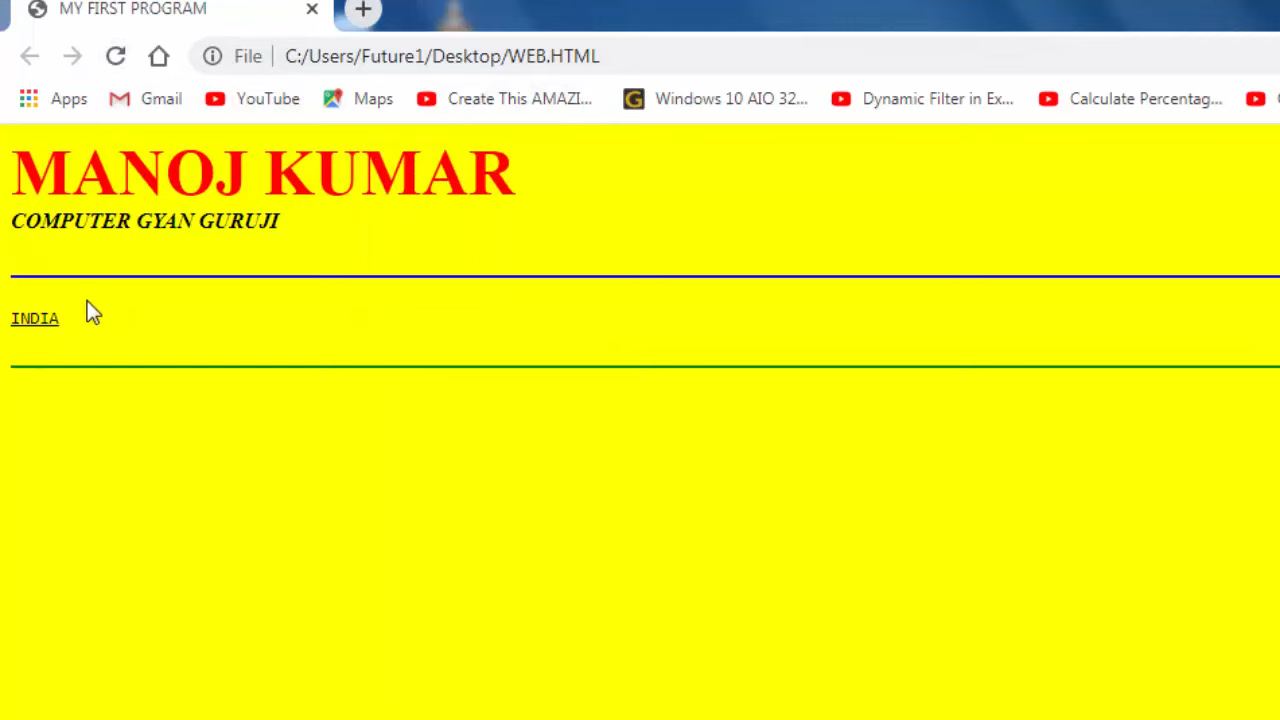 MY FIRST PROGRAM
File C:/Users/Future1/Desktop/WEB.HTML
Apps Gmail YouTube Maps Create This AMAZI... Windows 10 AIO 32... Dynamic Filter in Ex... Calculate Percentag...
MANOJ KUMAR
COMPUTER GYAN GURUJI
INDIA